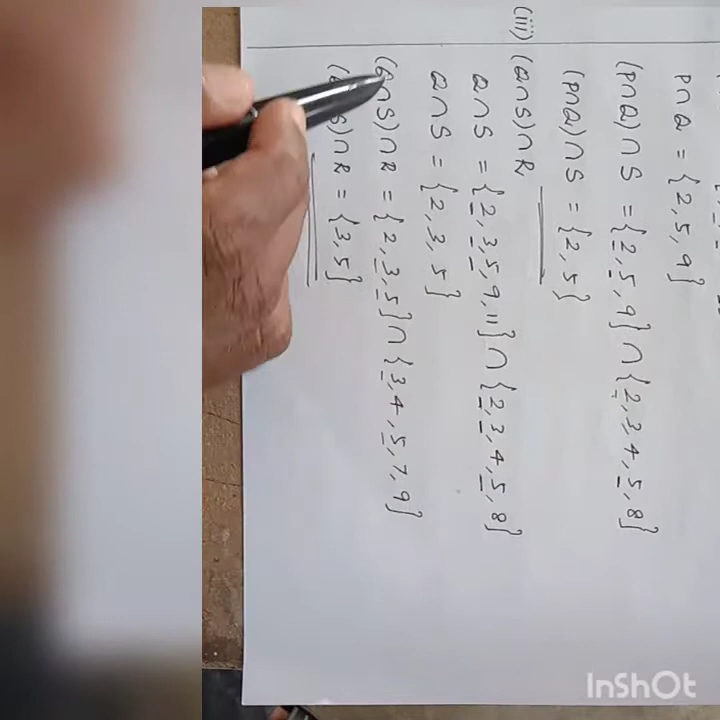 P∩Q = {2, 5, 9}
(P∩Q)∩S = {2, 5, 9} ∩ {2, 3, 4, 5, 8}
(P∩Q)∩S = {2, 5}
(iii) (Q∩S)∩R
Q∩S = {2, 3, 5, 9, 11} ∩ {2, 3, 4, 5, 8}
Q∩S = {2, 3, 5}
(Q∩S)∩R = {2, 3, 5} ∩ {3, 4, 5, 7, 9}
S)∩R = {3, 5}
InShOt